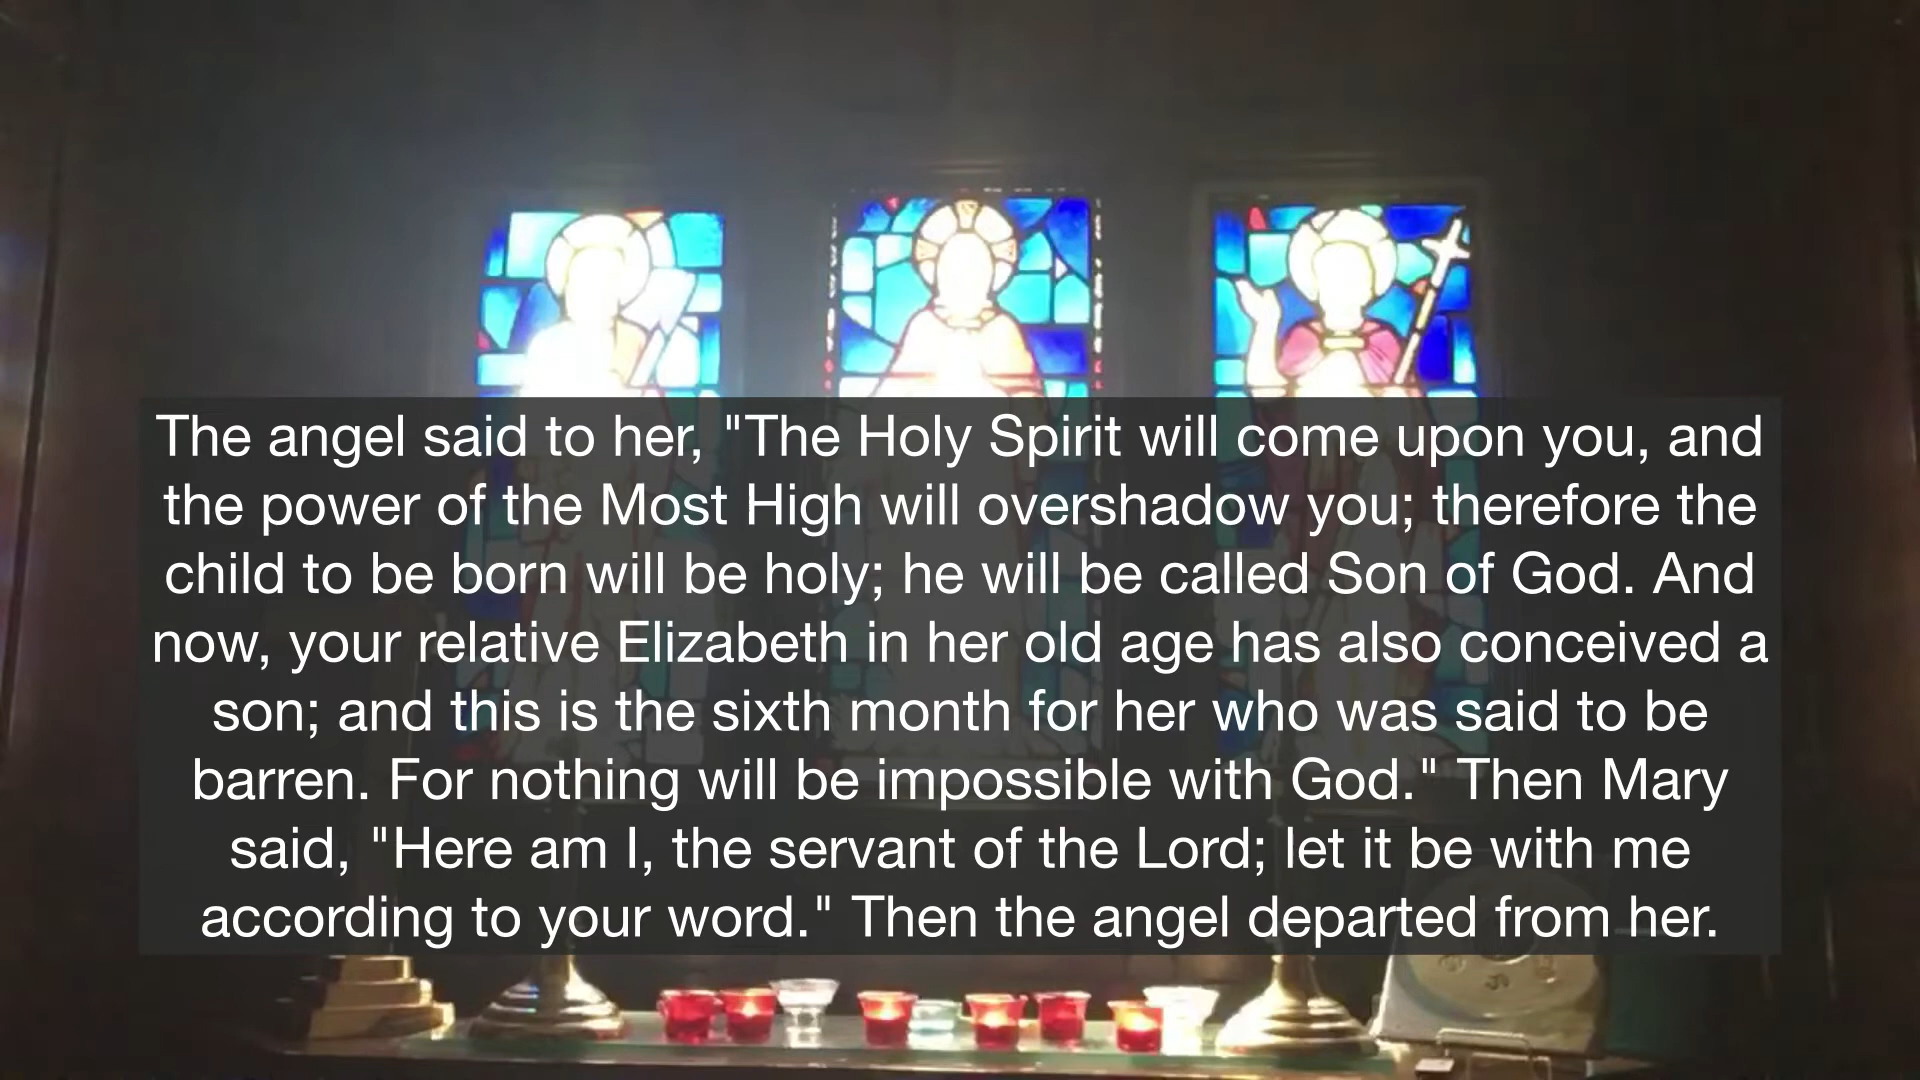 The angel said to her, "The Holy Spirit will come upon you, and
the power of the Most High will overshadow you; therefore the
child to be born will be holy; he will be called Son of God. And
now, your relative Elizabeth in her old age has also conceived a
son; and this is the sixth month for her who was said to be
barren. For nothing will be impossible with God." Then Mary
said, "Here am I, the servant of the Lord; let it be with me
according to your word." Then the angel departed from her.